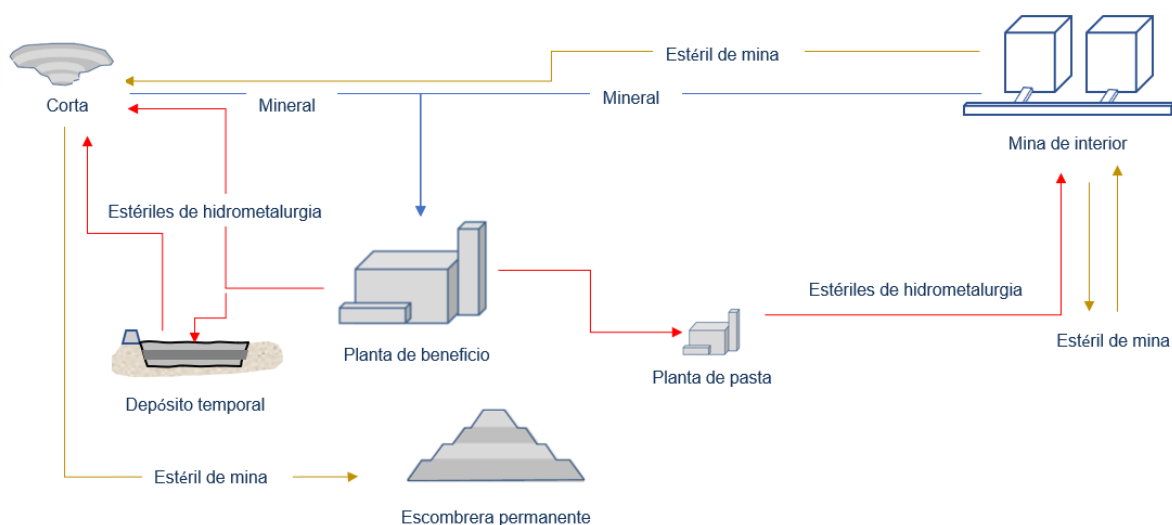 Estéril de mina
Corta
Mineral
Mineral
Mina de interior
Estériles de hidrometalurgia
Estériles de hidrometalurgia
Estéril de mina
Planta de beneficio
Planta de pasta
Depósito temporal
Estéril de mina
Escombrera permanente